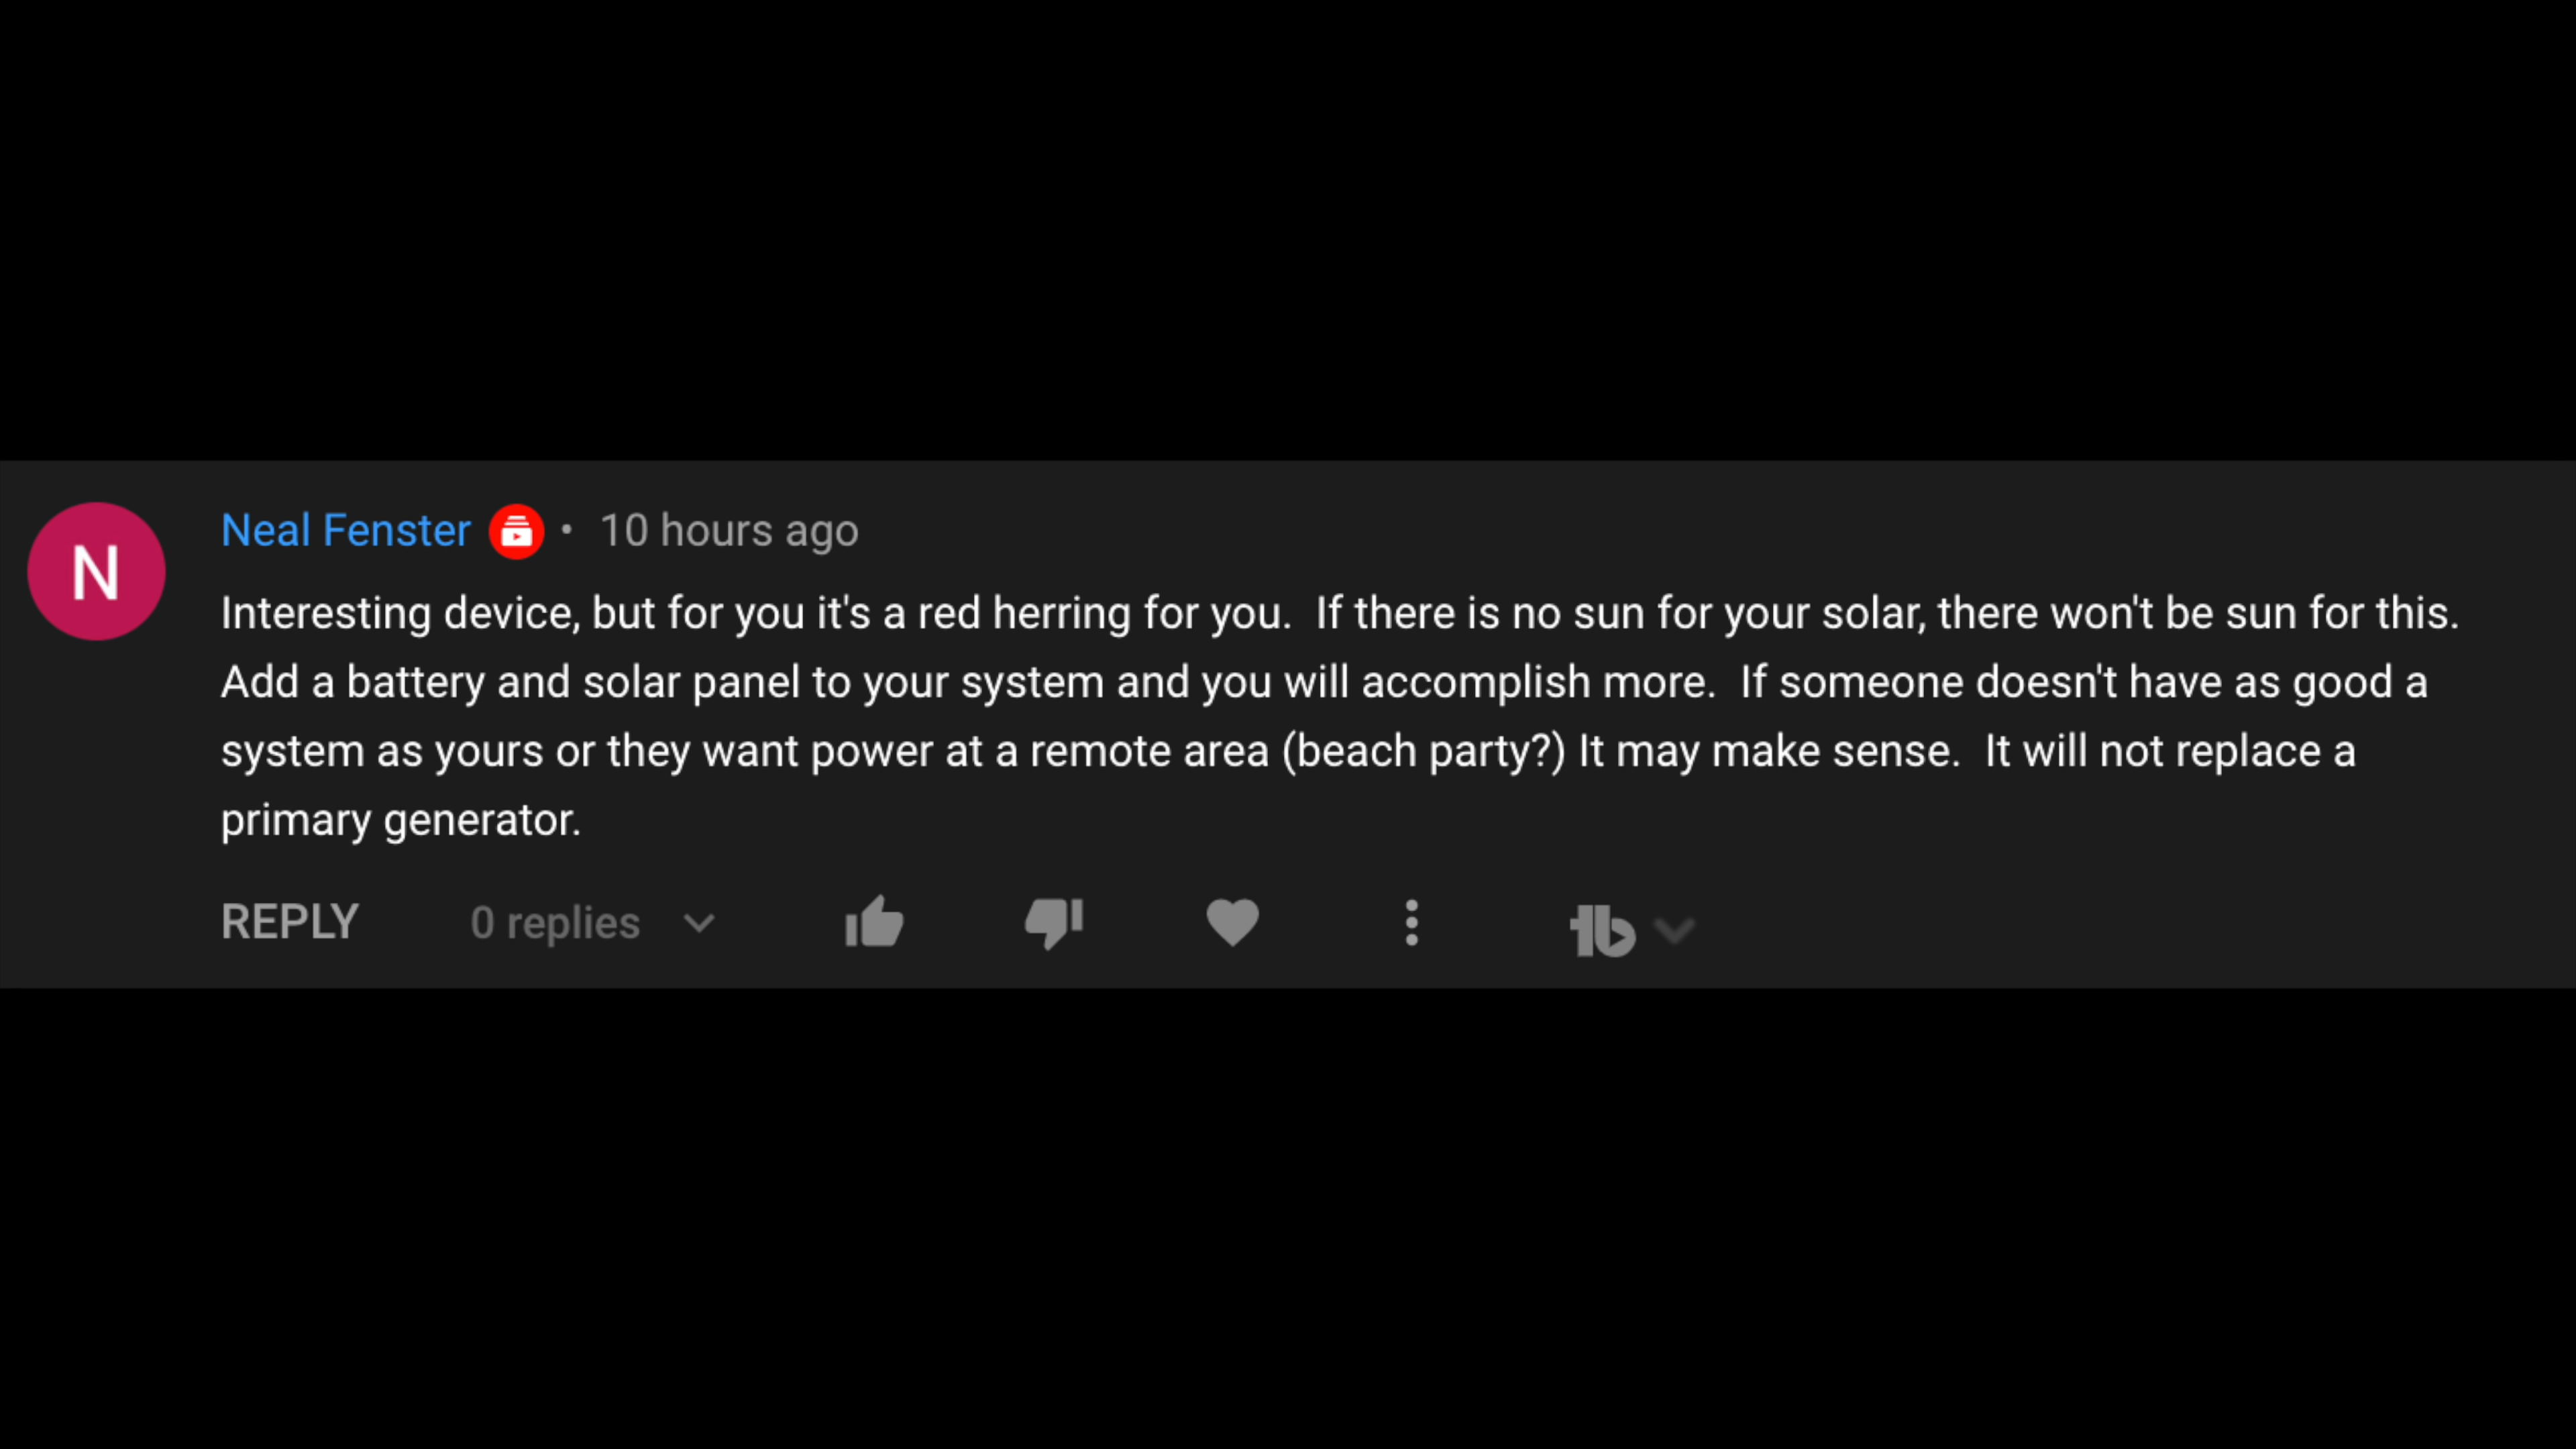 N
Neal Fenster • 10 hours ago
Interesting device, but for you it's a red herring for you.  If there is no sun for your solar, there won't be sun for this.
Add a battery and solar panel to your system and you will accomplish more.  If someone doesn't have as good a
system as yours or they want power at a remote area (beach party?) It may make sense.  It will not replace a
primary generator.
REPLY 0 replies tb